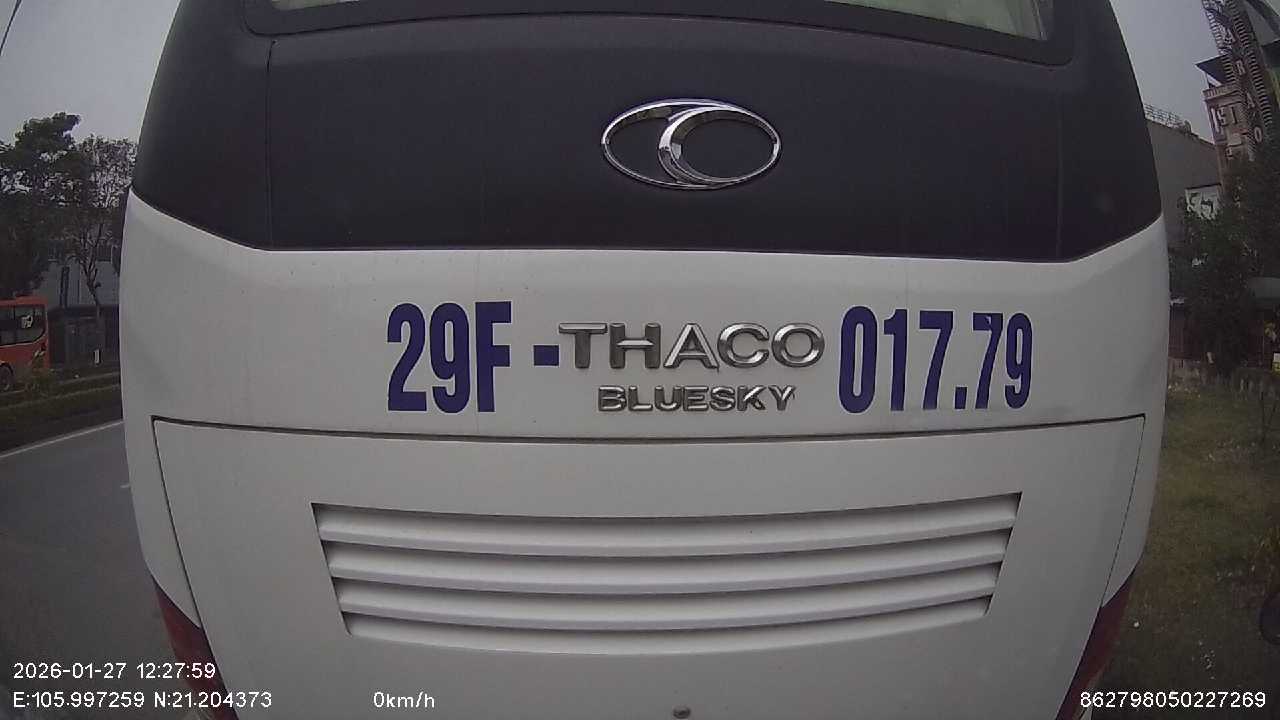 29F - THACO 017.79
BLUESKY
2026-01-27 12:27:59
E:105.997259 N:21.204373 0km/h 862798050227269